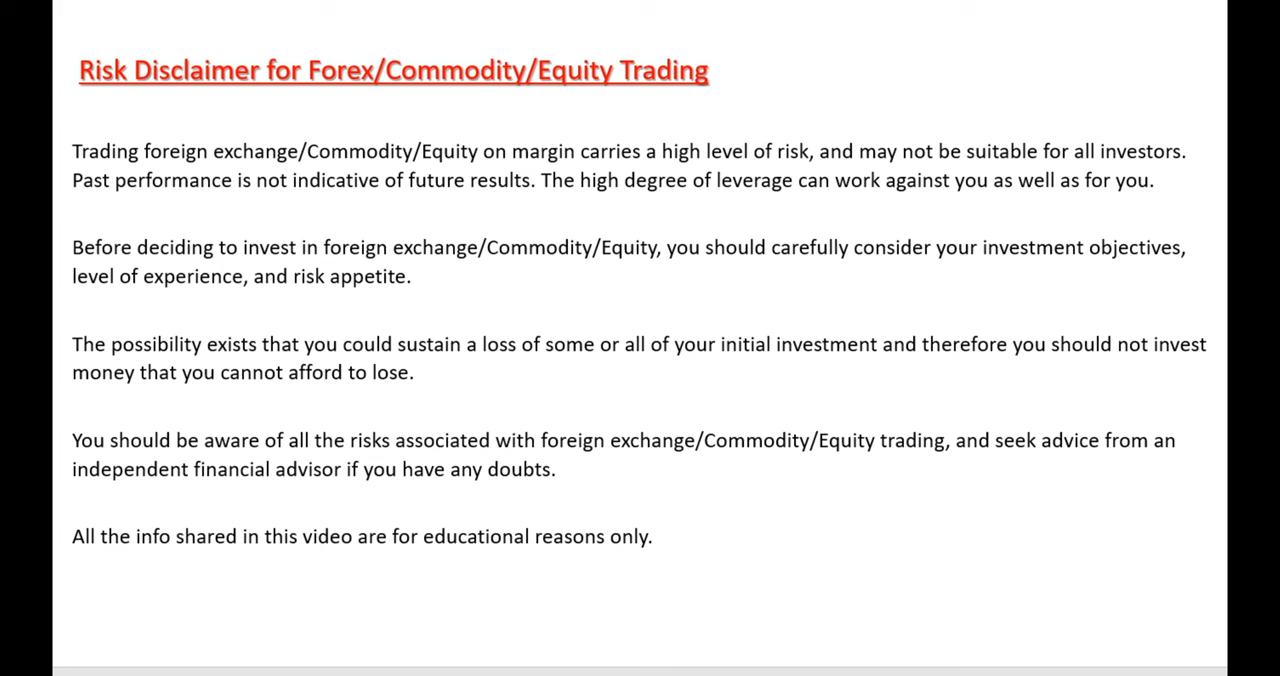 Risk Disclaimer for Forex/Commodity/Equity Trading
Trading foreign exchange/Commodity/Equity on margin carries a high level of risk, and may not be suitable for all investors.
Past performance is not indicative of future results. The high degree of leverage can work against you as well as for you.
Before deciding to invest in foreign exchange/Commodity/Equity, you should carefully consider your investment objectives,
level of experience, and risk appetite.
The possibility exists that you could sustain a loss of some or all of your initial investment and therefore you should not invest
money that you cannot afford to lose.
You should be aware of all the risks associated with foreign exchange/Commodity/Equity trading, and seek advice from an
independent financial advisor if you have any doubts.
All the info shared in this video are for educational reasons only.